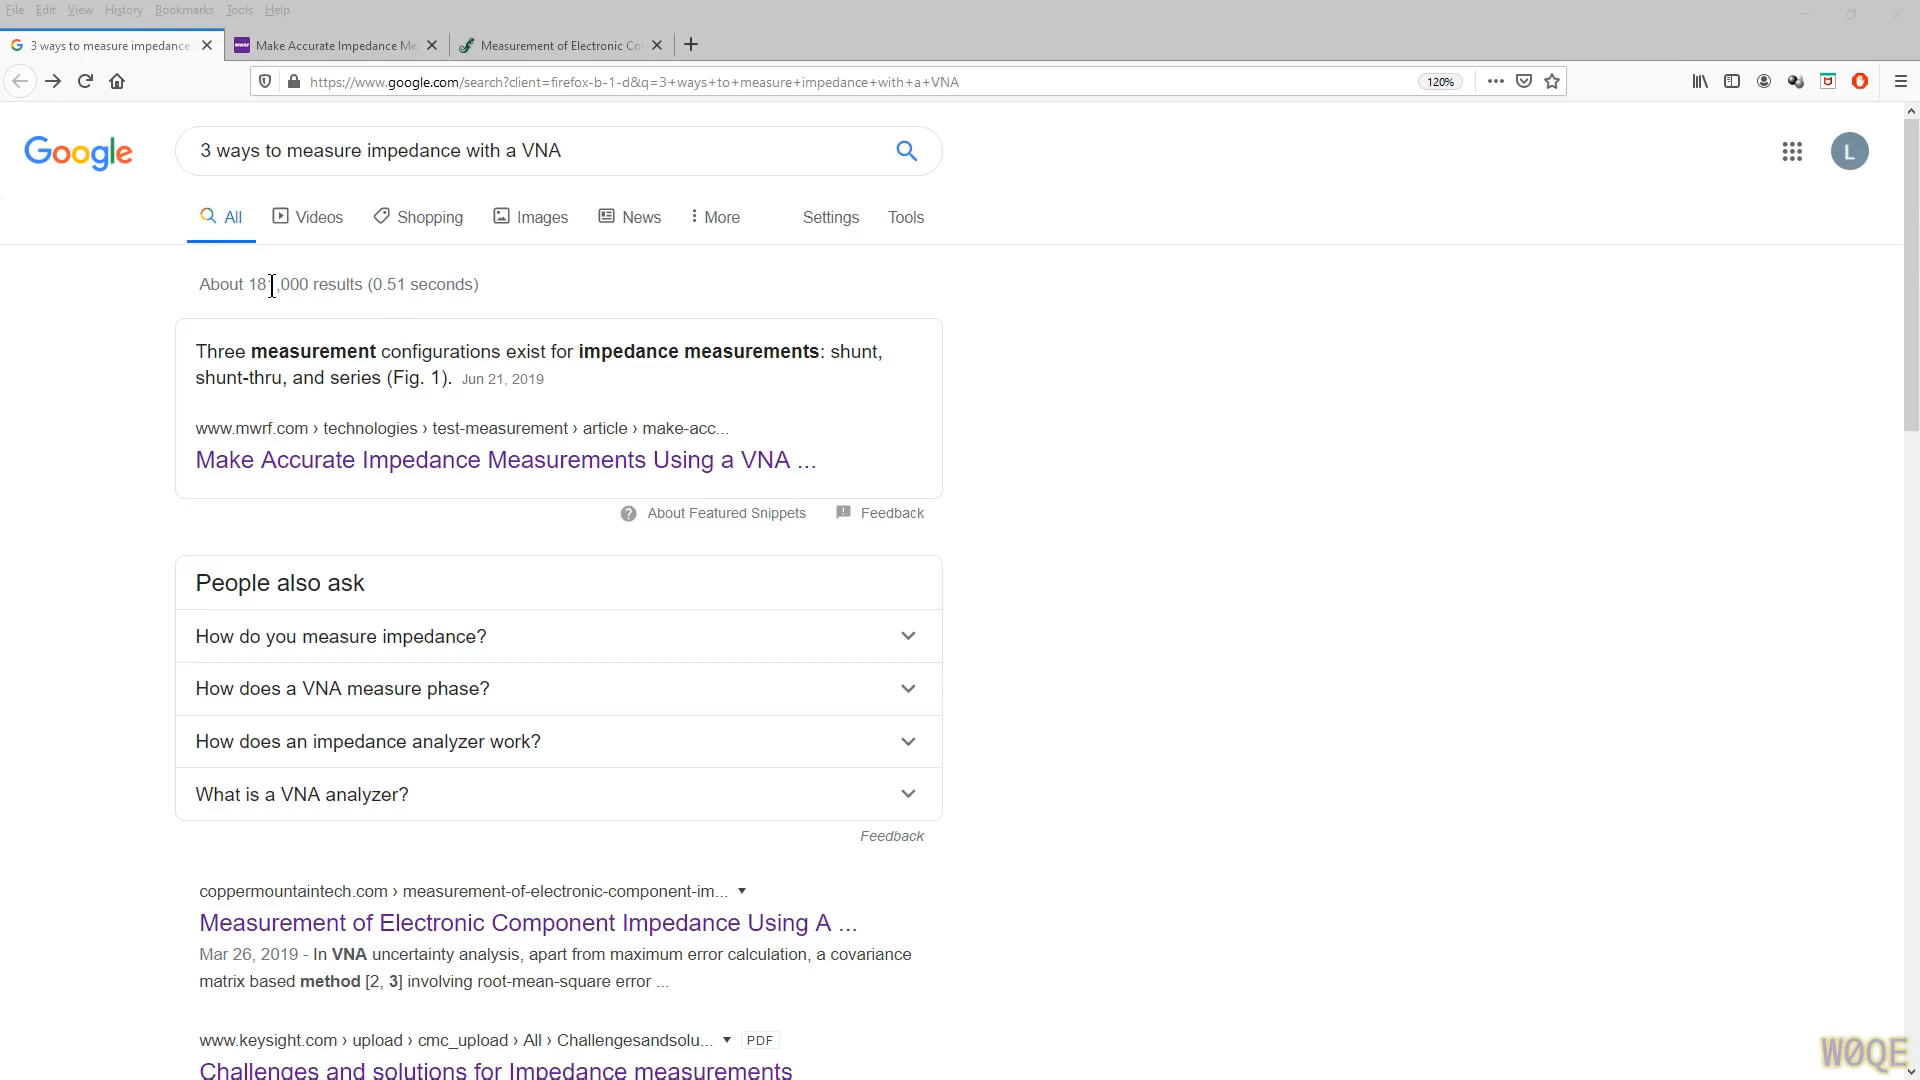 File Edit View History Bookmarks Tools Help
3 ways to measure impedance
Make Accurate Impedance Me
Measurement of Electronic Co
https://www.google.com/search?client=firefox-b-1-d&q=3+ways+to+measure+impedance+with+a+VNA
120%
Google
3 ways to measure impedance with a VNA
L
All Videos Shopping Images News More Settings Tools
About results (0.51 seconds)
Three measurement configurations exist for impedance measurements: shunt,
shunt-thru, and series (Fig. 1). Jun 21, 2019
www.mwrf.com › technologies › test-measurement › article › make-acc...
Make Accurate Impedance Measurements Using a VNA ...
About Featured Snippets Feedback
People also ask
How do you measure impedance?
How does a VNA measure phase?
How does an impedance analyzer work?
What is a VNA analyzer?
Feedback
coppermountaintech.com › measurement-of-electronic-component-im...
Measurement of Electronic Component Impedance Using A ...
Mar 26, 2019 - In VNA uncertainty analysis, apart from maximum error calculation, a covariance
matrix based method [2, 3] involving root-mean-square error ...
www.keysight.com › upload › cmc_upload › All › Challengesandsolu... PDF
Challenges and solutions for Impedance measurements
W0QE